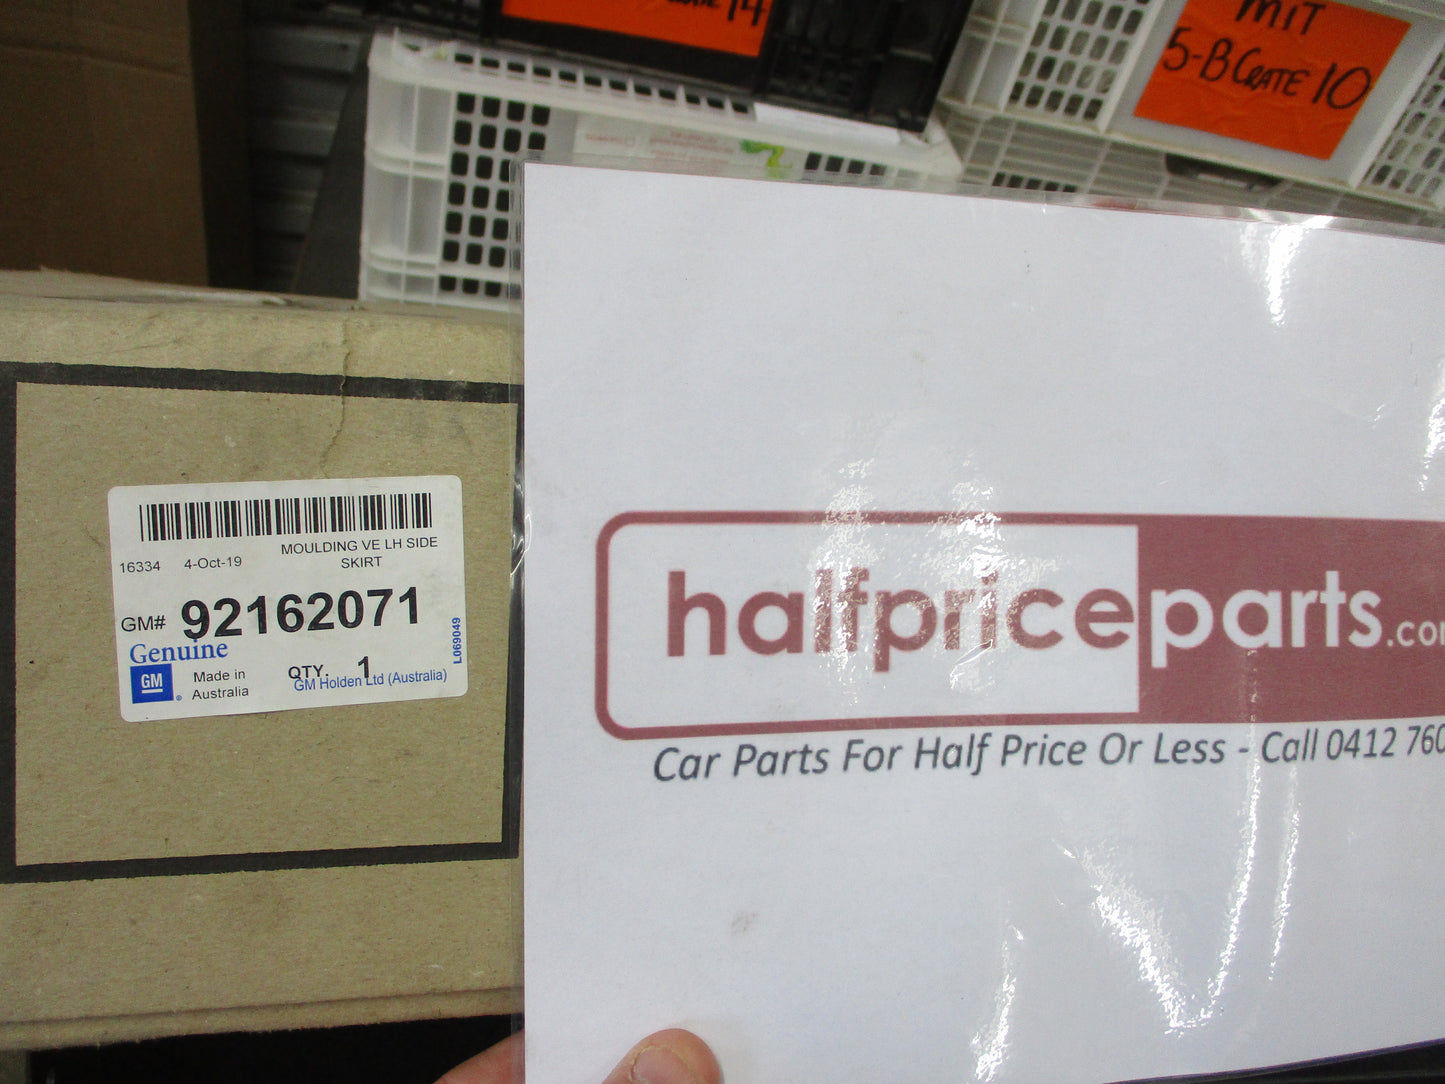 14
MIT
5-B CRATE 10
MOULDING VE LH SIDE
SKIRT
16334 4-Oct-19
GM# 92162071
Genuine
GM
®
Made in
Australia
QTY. 1
GM Holden Ltd (Australia)
L069049
halfpriceparts.co
Car Parts For Half Price Or Less - Call 0412 760